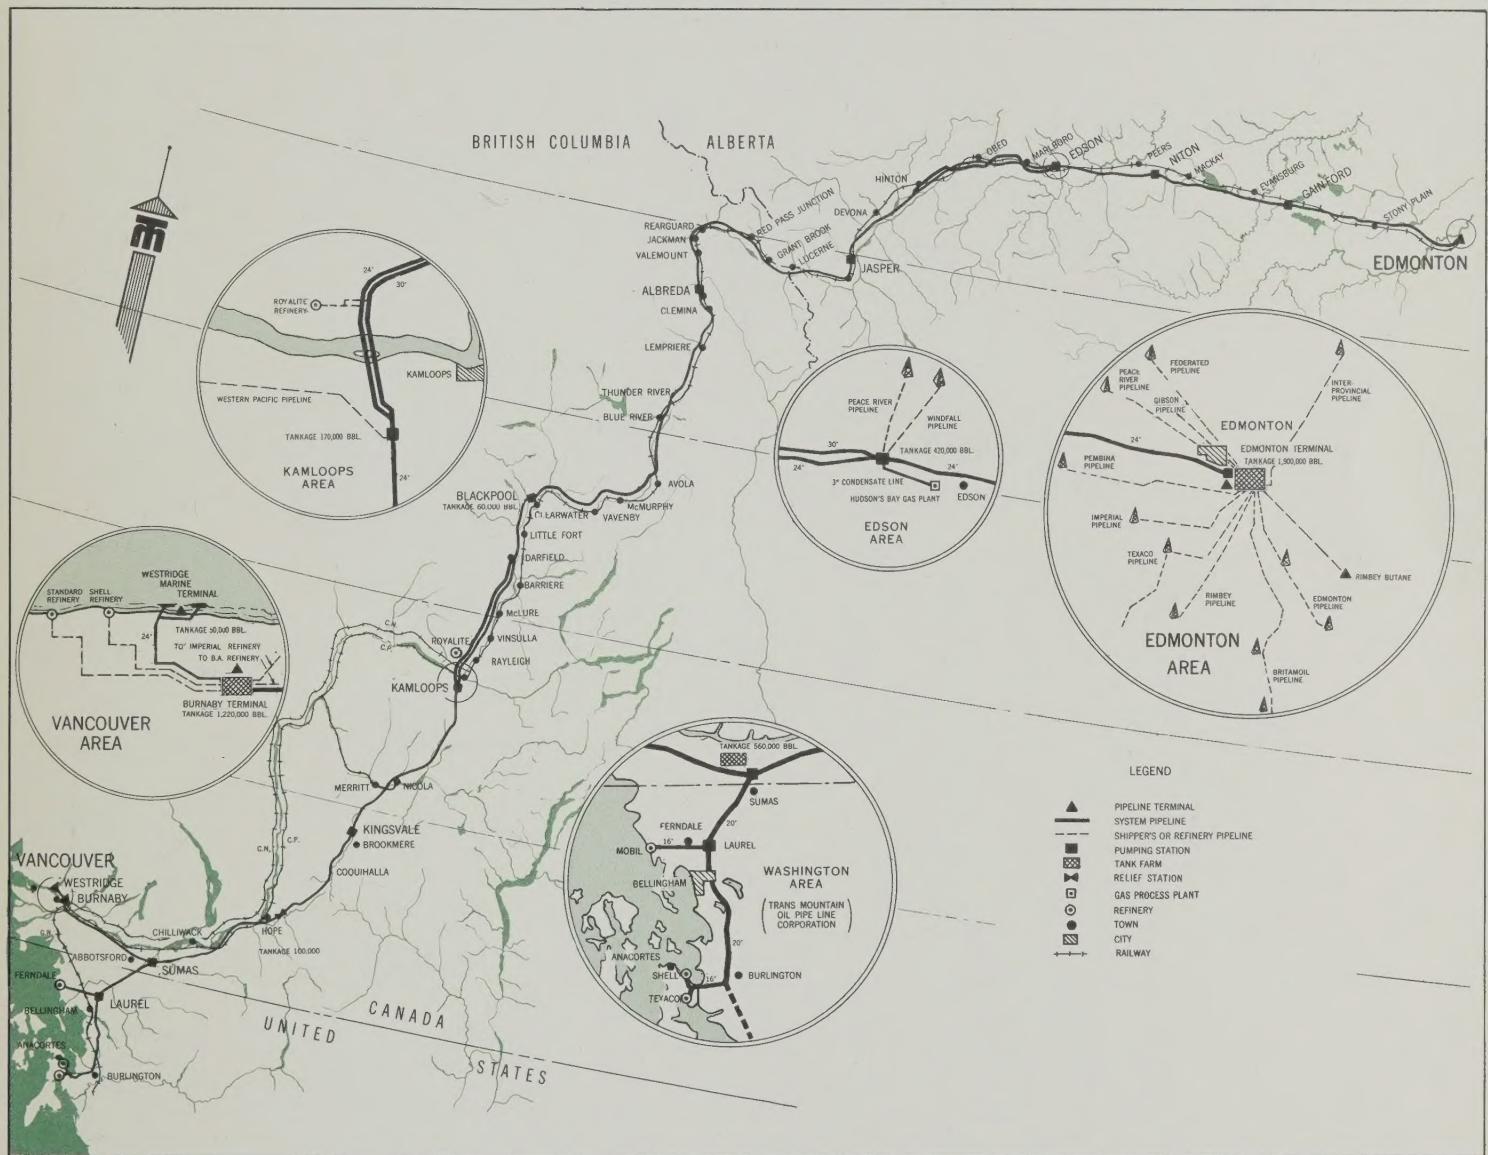 BRITISH COLUMBIA
ALBERTA
REARGUARD
JACKMAN
VALEMOUNT
ALBREDA
CLEMINA
LEMPRIERE
THUNDER RIVER
BLUE RIVER
AVOLA
McMURPHY
VAVENBY
CLEARWATER
BLACKPOOL
TANKAGE 60,000 BBL.
LITTLE FORT
DARFIELD
BARRIERE
McLURE
VINSULLA
RAYLEIGH
ROYALITE
KAMLOOPS
C.N.
C.P.
RED PASS JUNCTION
GRANT BROOK
LUCERNE
JASPER
DEVONA
HINTON
OBED
MARLBORO
EDSON
PEERS
NITON
MACKAY
EVANSBURG
GAINFORD
STONY PLAIN
EDMONTON
24"
30"
ROYALITE
REFINERY
KAMLOOPS
WESTERN PACIFIC PIPELINE
TANKAGE 170,000 BBL.
KAMLOOPS
AREA
24"
PEACE RIVER
PIPELINE
WINDFALL
PIPELINE
30"
TANKAGE 420,000 BBL.
24"
24"
3" CONDENSATE LINE
HUDSON'S BAY GAS PLANT
EDSON
EDSON
AREA
FEDERATED
PIPELINE
PEACE
RIVER
PIPELINE
GIBSON
PIPELINE
INTER-
PROVINCIAL
PIPELINE
EDMONTON
24"
EDMONTON TERMINAL
TANKAGE 1,900,000 BBL.
PEMBINA
PIPELINE
IMPERIAL
PIPELINE
TEXACO
PIPELINE
RIMBEY
PIPELINE
RIMBEY BUTANE
EDMONTON
PIPELINE
BRITAMOIL
PIPELINE
EDMONTON
AREA
WESTRIDGE
MARINE
TERMINAL
STANDARD
REFINERY
SHELL
REFINERY
TANKAGE 50,000 BBL.
24"
TO IMPERIAL REFINERY
TO B.A. REFINERY
BURNABY TERMINAL
TANKAGE 1,220,000 BBL.
VANCOUVER
AREA
MERRITT
NICOLA
KINGSVALE
BROOKMERE
COQUIHALLA
C.N.
C.P.
HOPE
TANKAGE 100,000
VANCOUVER
WESTRIDGE
BURNABY
G.N.
CHILLIWACK
ABBOTSFORD
SUMAS
FERNDALE
LAUREL
BELLINGHAM
ANACORTES
BURLINGTON
CANADA
UNITED STATES
TANKAGE 560,000 BBL.
SUMAS
20"
FERNDALE
MOBIL
16"
LAUREL
BELLINGHAM
WASHINGTON
AREA
(TRANS MOUNTAIN
OIL PIPE LINE
CORPORATION)
20"
ANACORTES
SHELL
16"
BURLINGTON
TEXACO
LEGEND
PIPELINE TERMINAL
SYSTEM PIPELINE
SHIPPER'S OR REFINERY PIPELINE
PUMPING STATION
TANK FARM
RELIEF STATION
GAS PROCESS PLANT
REFINERY
TOWN
CITY
RAILWAY